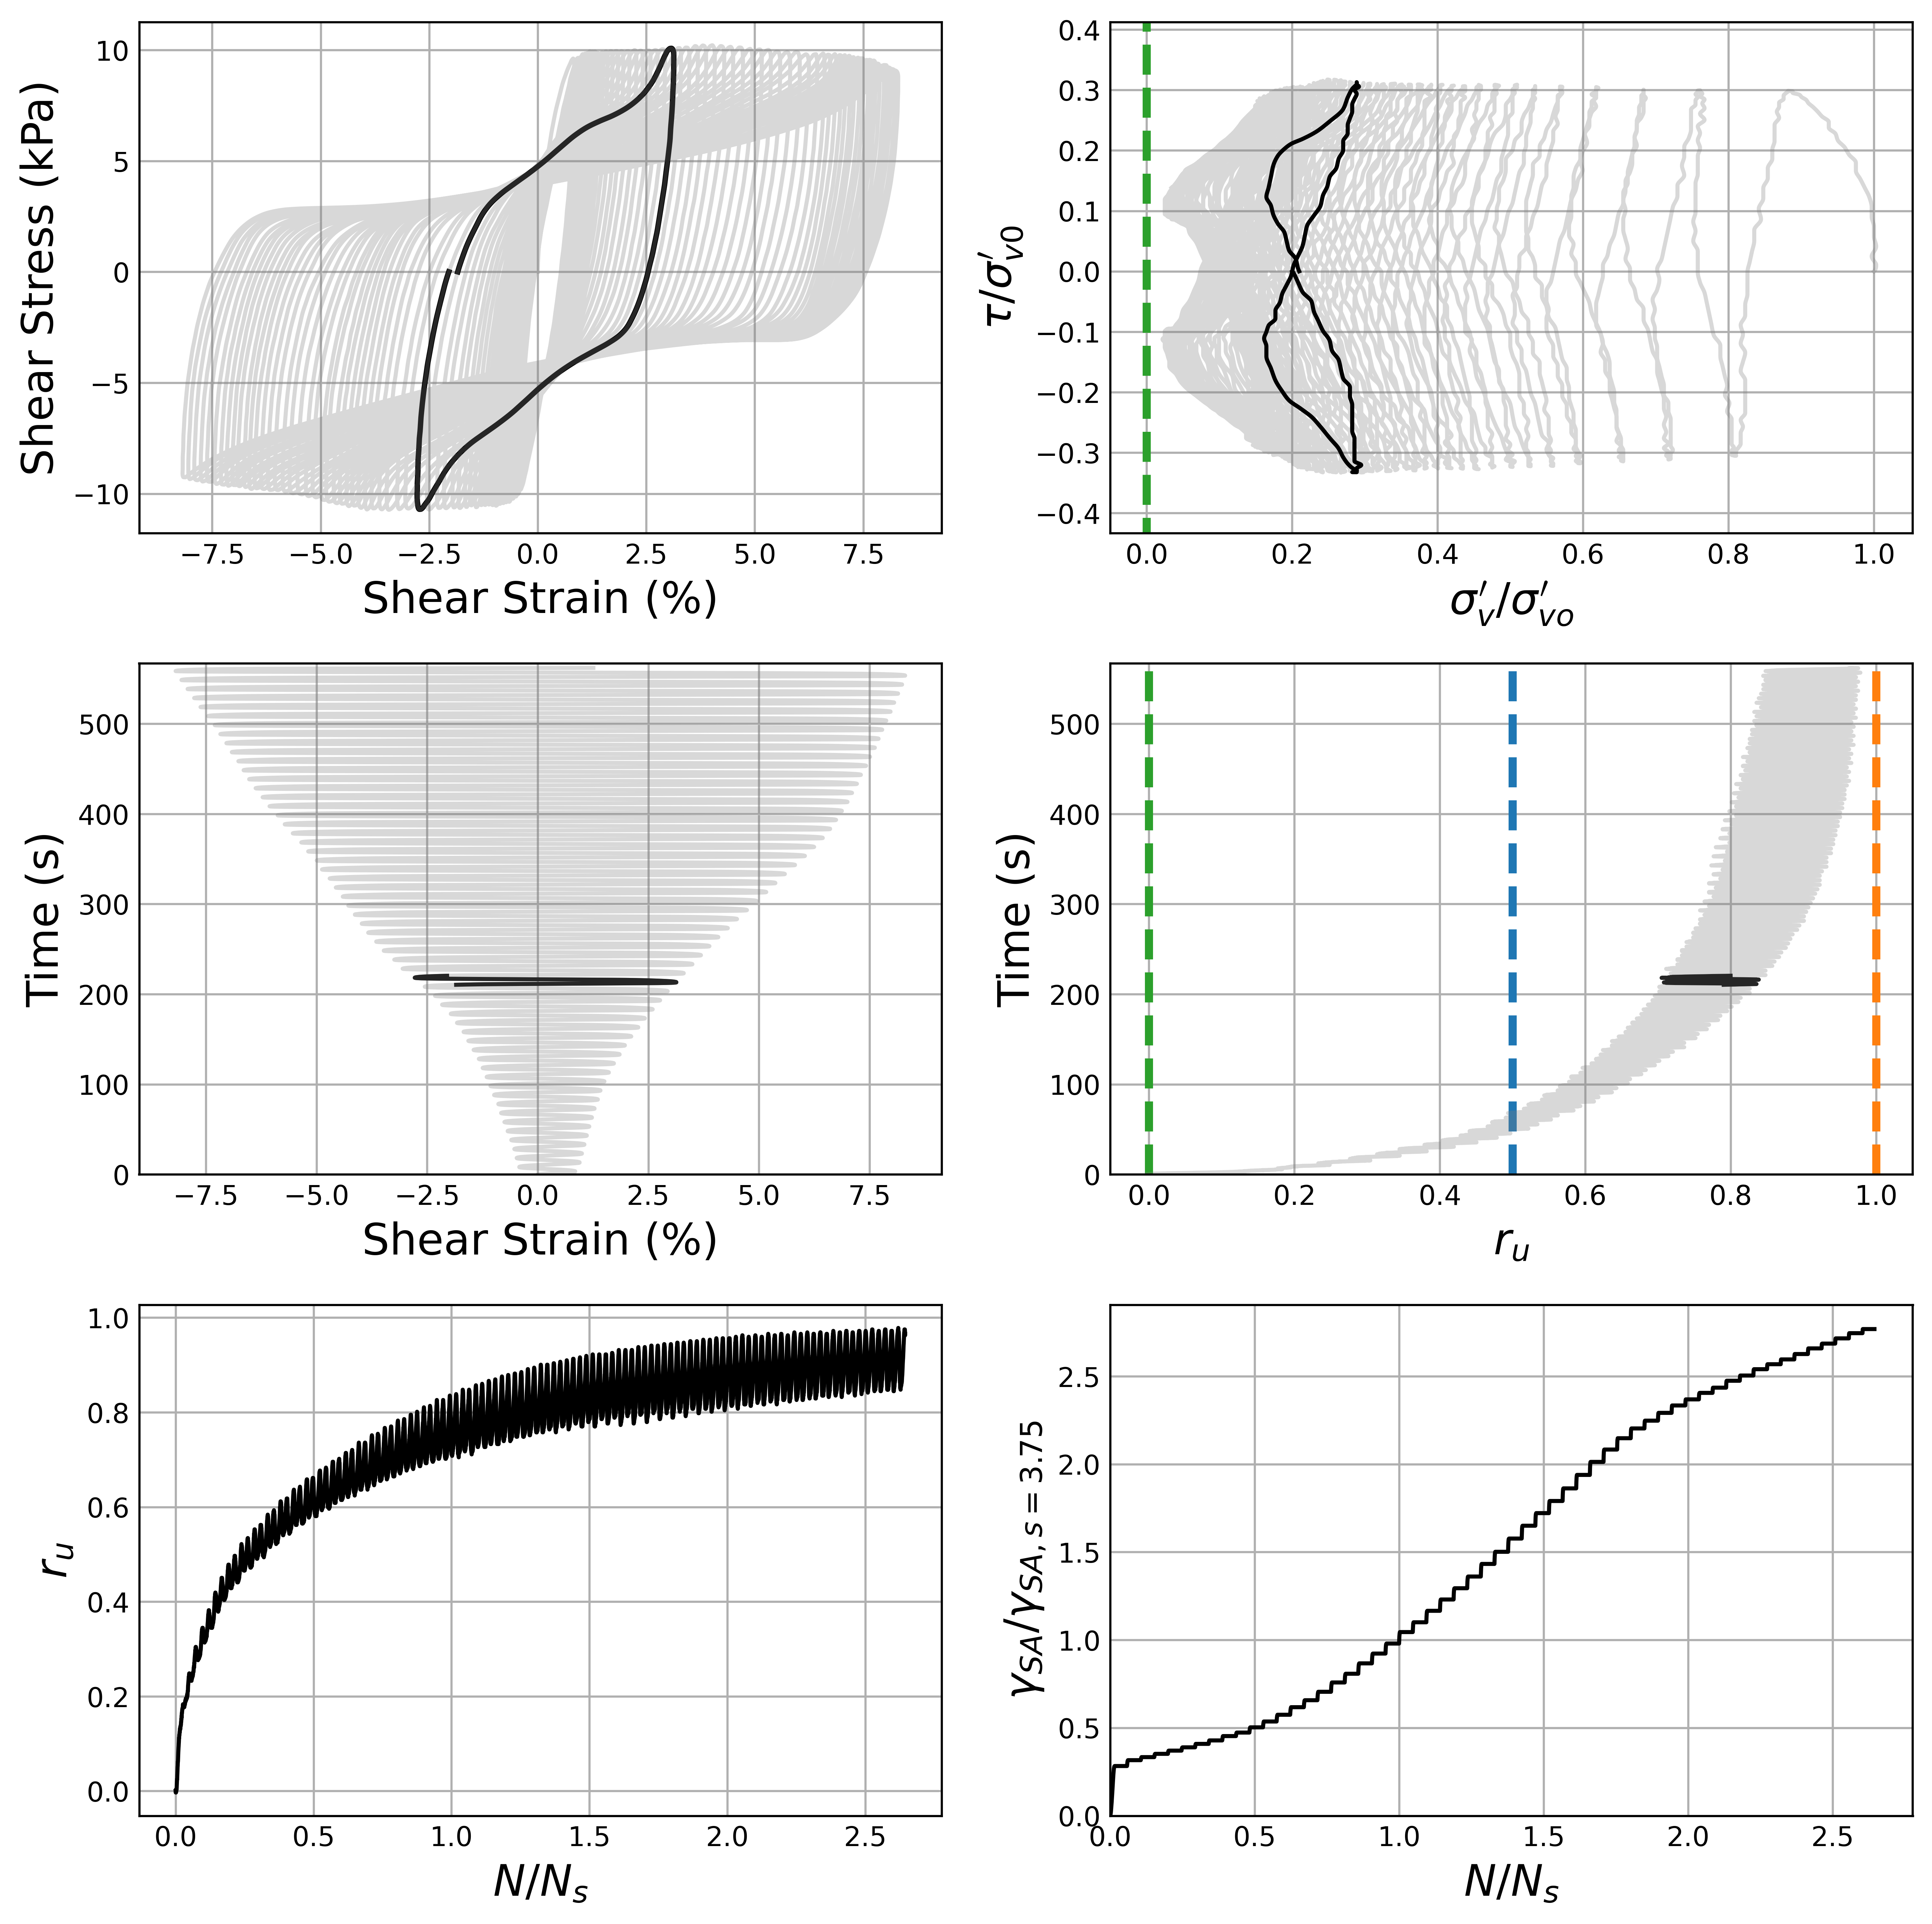 10
5
0
−5
−10
Shear Stress (kPa)
−7.5 −5.0 −2.5 0.0 2.5 5.0 7.5
Shear Strain (%)
0.4
0.3
0.2
0.1
0.0
−0.1
−0.2
−0.3
−0.4
τ/σ′v0
0.0 0.2 0.4 0.6 0.8 1.0
σ′v/σ′vo
500
400
300
200
100
0
Time (s)
−7.5 −5.0 −2.5 0.0 2.5 5.0 7.5
Shear Strain (%)
500
400
300
200
100
0
Time (s)
0.0 0.2 0.4 0.6 0.8 1.0
ru
1.0
0.8
0.6
0.4
0.2
0.0
ru
0.0 0.5 1.0 1.5 2.0 2.5
N/Ns
2.5
2.0
1.5
1.0
0.5
0.0
γSA/γSA, s = 3.75
0.0 0.5 1.0 1.5 2.0 2.5
N/Ns